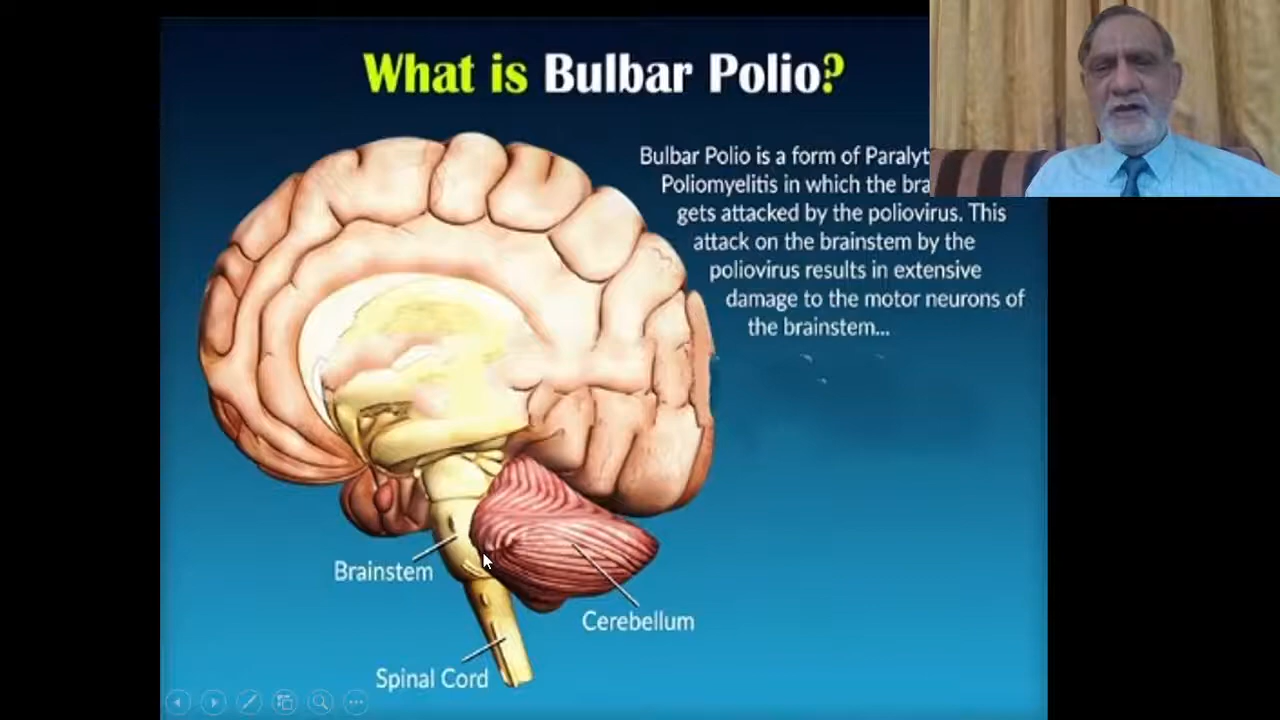 What is Bulbar Polio?
Bulbar Polio is a form of
Poliomyelitis in which the
gets attacked by the poliovirus. This
attack on the brainstem by the
poliovirus results in extensive
damage to the motor neurons of
the brainstem...
Brainstem
Cerebellum
Spinal Cord